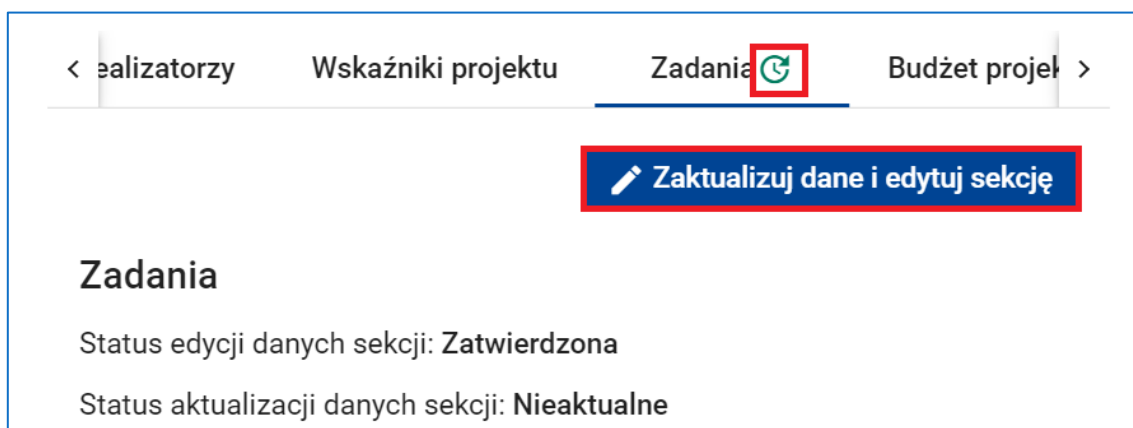 ealizatorzy Wskaźniki projektu Zadania Budżet projek
Zaktualizuj dane i edytuj sekcję
Zadania
Status edycji danych sekcji: Zatwierdzona
Status aktualizacji danych sekcji: Nieaktualne